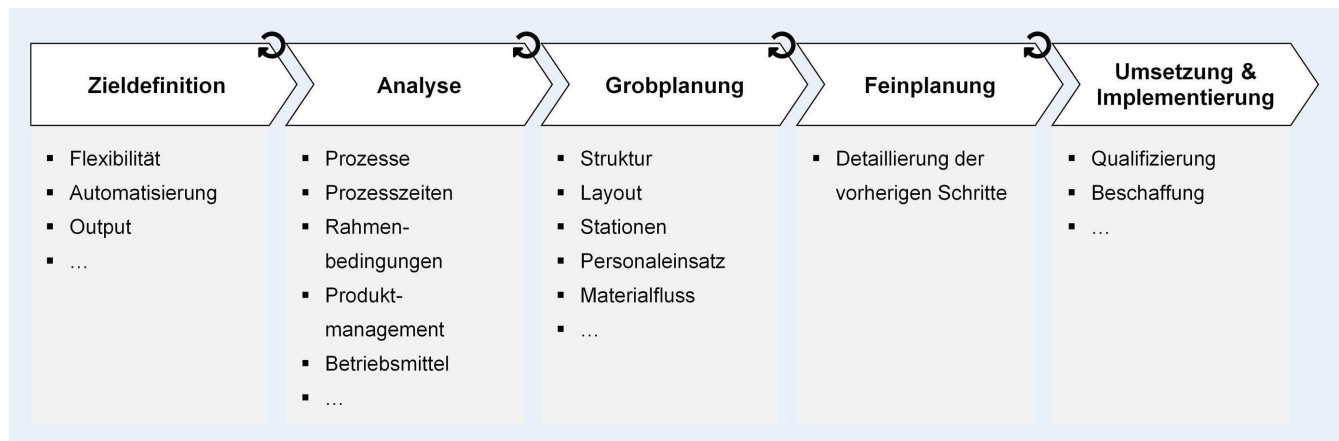 Zieldefinition
▪ Flexibilität
▪ Automatisierung
▪ Output
▪ …
Analyse
▪ Prozesse
▪ Prozesszeiten
▪ Rahmen-
bedingungen
▪ Produkt-
management
▪ Betriebsmittel
▪ …
Grobplanung
▪ Struktur
▪ Layout
▪ Stationen
▪ Personaleinsatz
▪ Materialfluss
▪ …
Feinplanung
▪ Detaillierung der
vorherigen Schritte
Umsetzung &
Implementierung
▪ Qualifizierung
▪ Beschaffung
▪ …